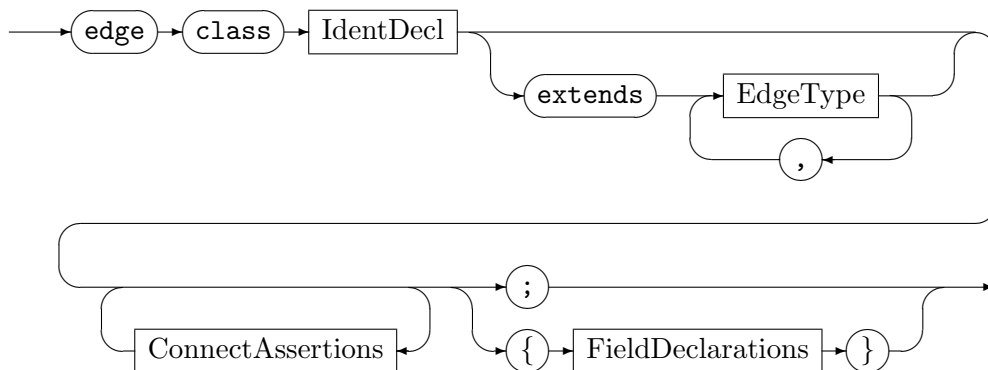 edge class IdentDecl
extends EdgeType
,
;
ConnectAssertions { FieldDeclarations }